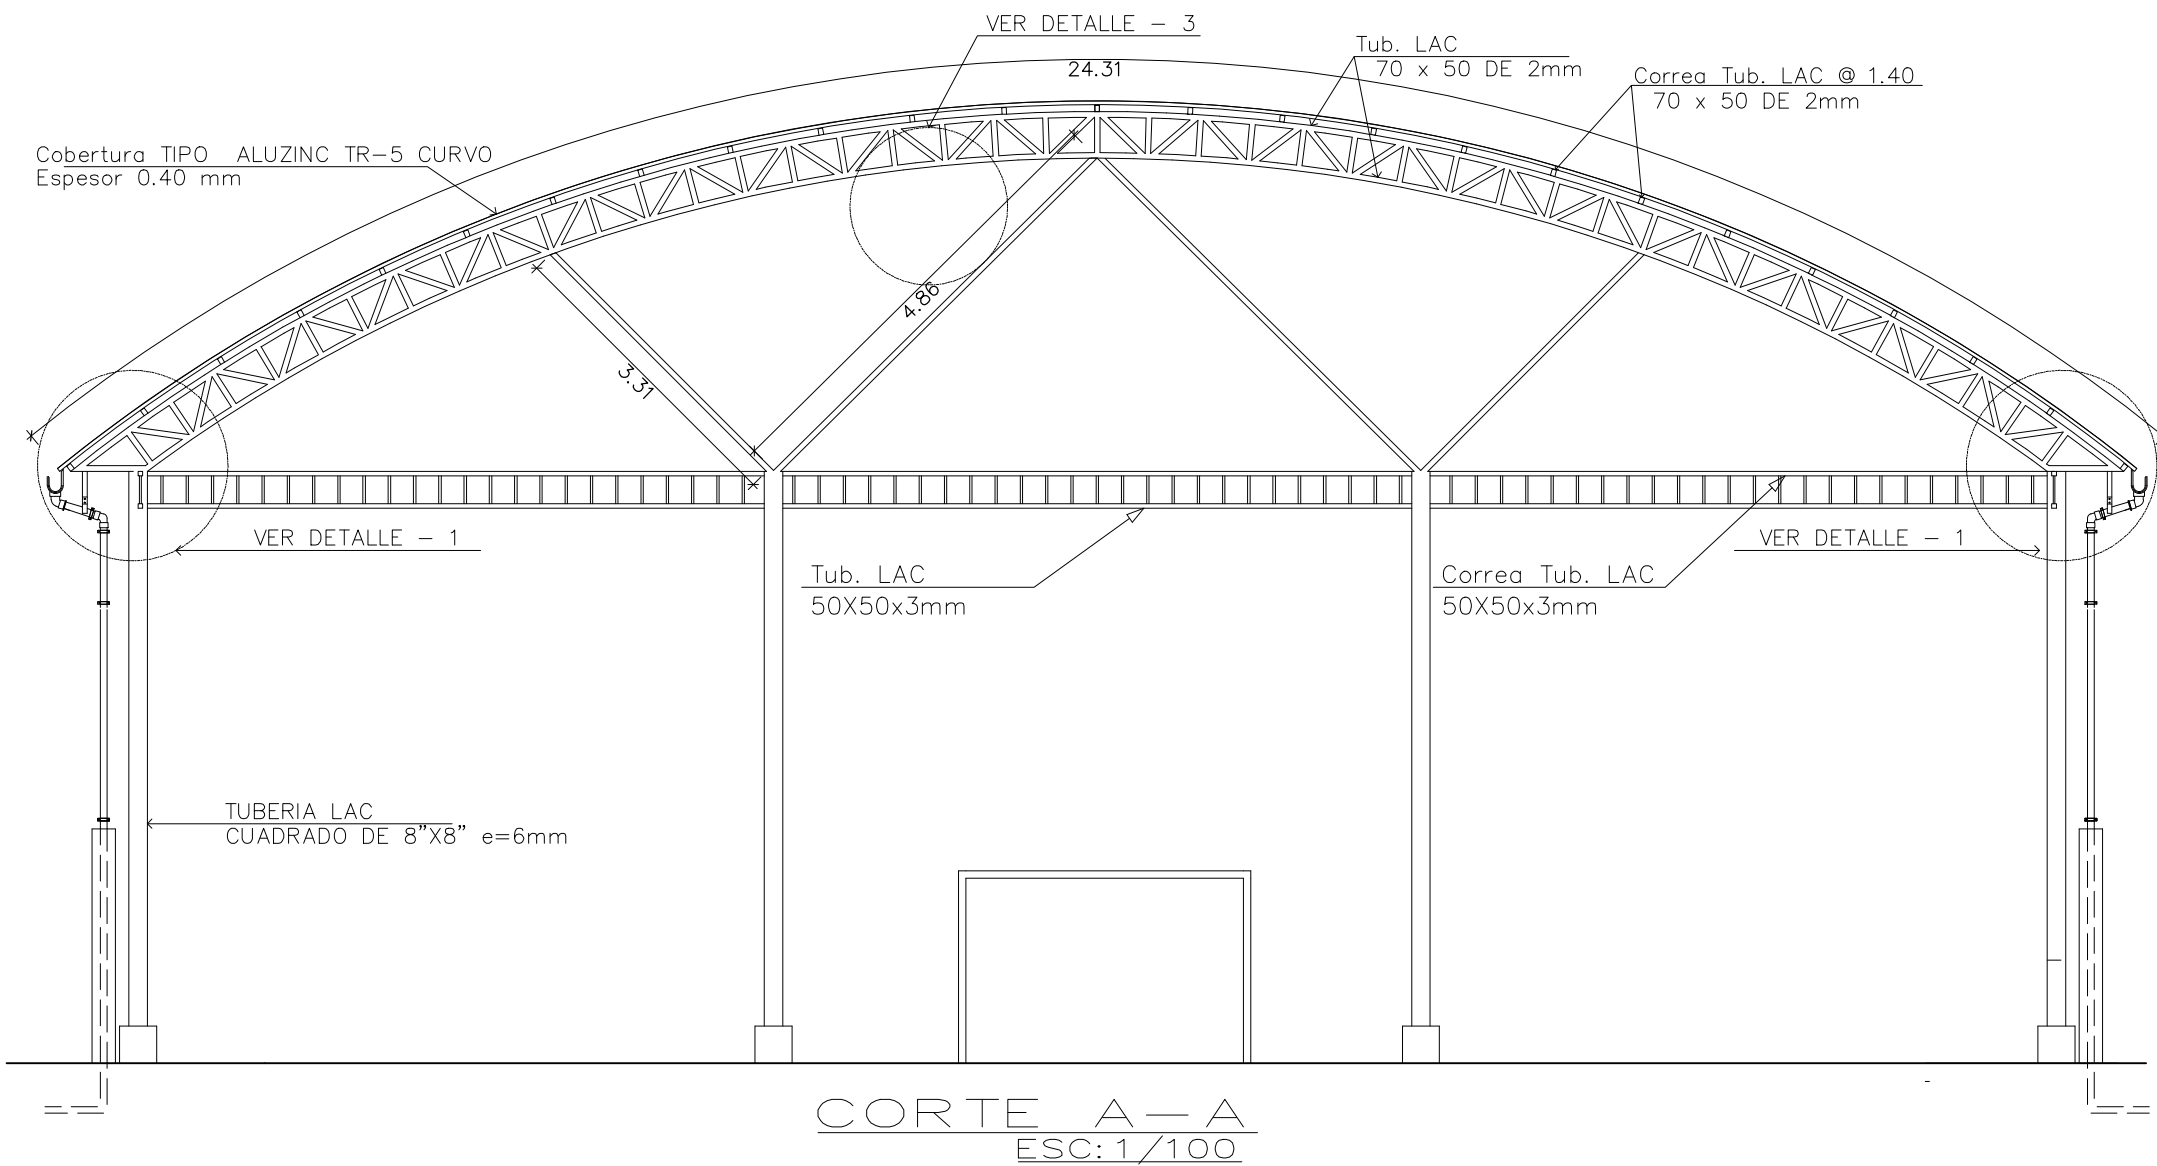 VER DETALLE - 3
24.31
Tub. LAC
70 x 50 DE 2mm
Correa Tub. LAC @ 1.40
70 x 50 DE 2mm
Cobertura TIPO ALUZINC TR-5 CURVO
Espesor 0.40 mm
4.86
3.31
VER DETALLE - 1
VER DETALLE - 1
Tub. LAC
50X50x3mm
Correa Tub. LAC
50X50x3mm
TUBERIA LAC
CUADRADO DE 8"X8" e=6mm
CORTE A-A
ESC: 1/100